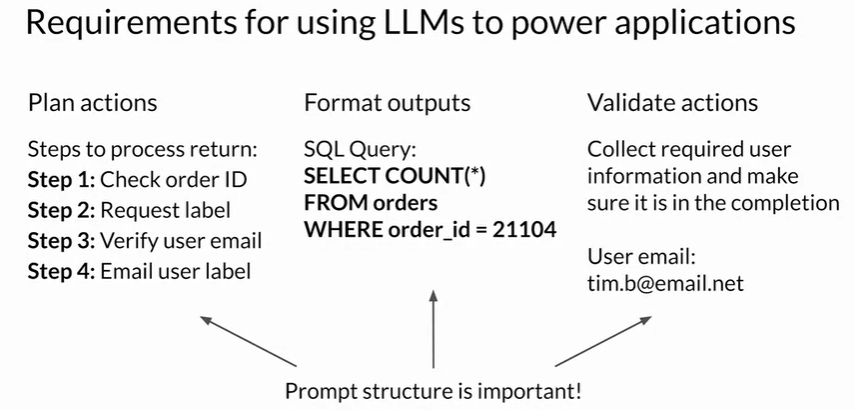 Requirements for using LLMs to power applications
Plan actions
Steps to process return:
Step 1: Check order ID
Step 2: Request label
Step 3: Verify user email
Step 4: Email user label
Format outputs
SQL Query:
SELECT COUNT(*)
FROM orders
WHERE order_id = 21104
Validate actions
Collect required user
information and make
sure it is in the completion
User email:
tim.b@email.net
Prompt structure is important!